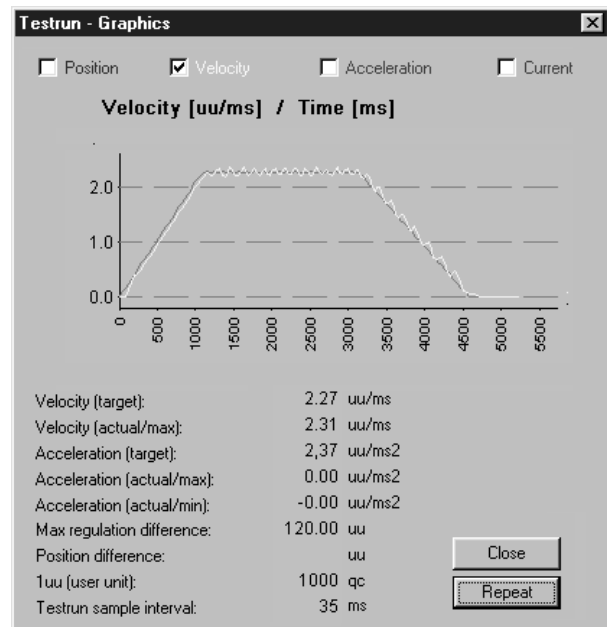 Testrun - Graphics
Position Velocity Acceleration Current
Velocity [uu/ms] / Time [ms]
2.0
1.0
0.0
0 500 1000 1500 2000 2500 3000 3500 4000 4500 5000 5500
Velocity (target): 2.27 uu/ms
Velocity (actual/max): 2.31 uu/ms
Acceleration (target): 2,37 uu/ms2
Acceleration (actual/max): 0.00 uu/ms2
Acceleration (actual/min): -0.00 uu/ms2
Max regulation difference: 120.00 uu
Position difference: uu
1uu (user unit): 1000 qc
Testrun sample interval: 35 ms
Close
Repeat